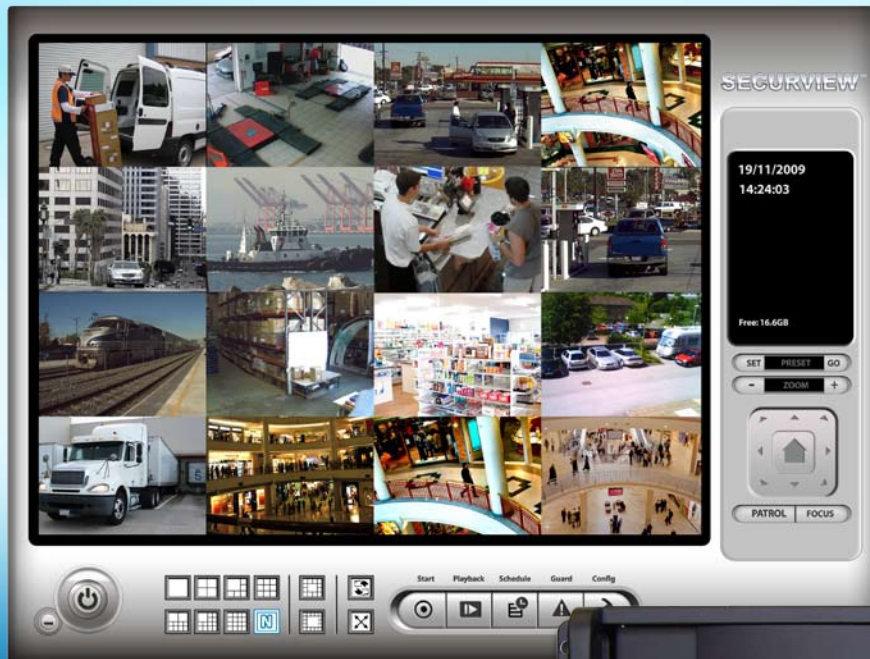 SECURVIEW™
19/11/2009
14:24:03
Free: 16.6GB
SET PRESET GO
- ZOOM +
PATROL FOCUS
Start Playback Schedule Guard Config
N